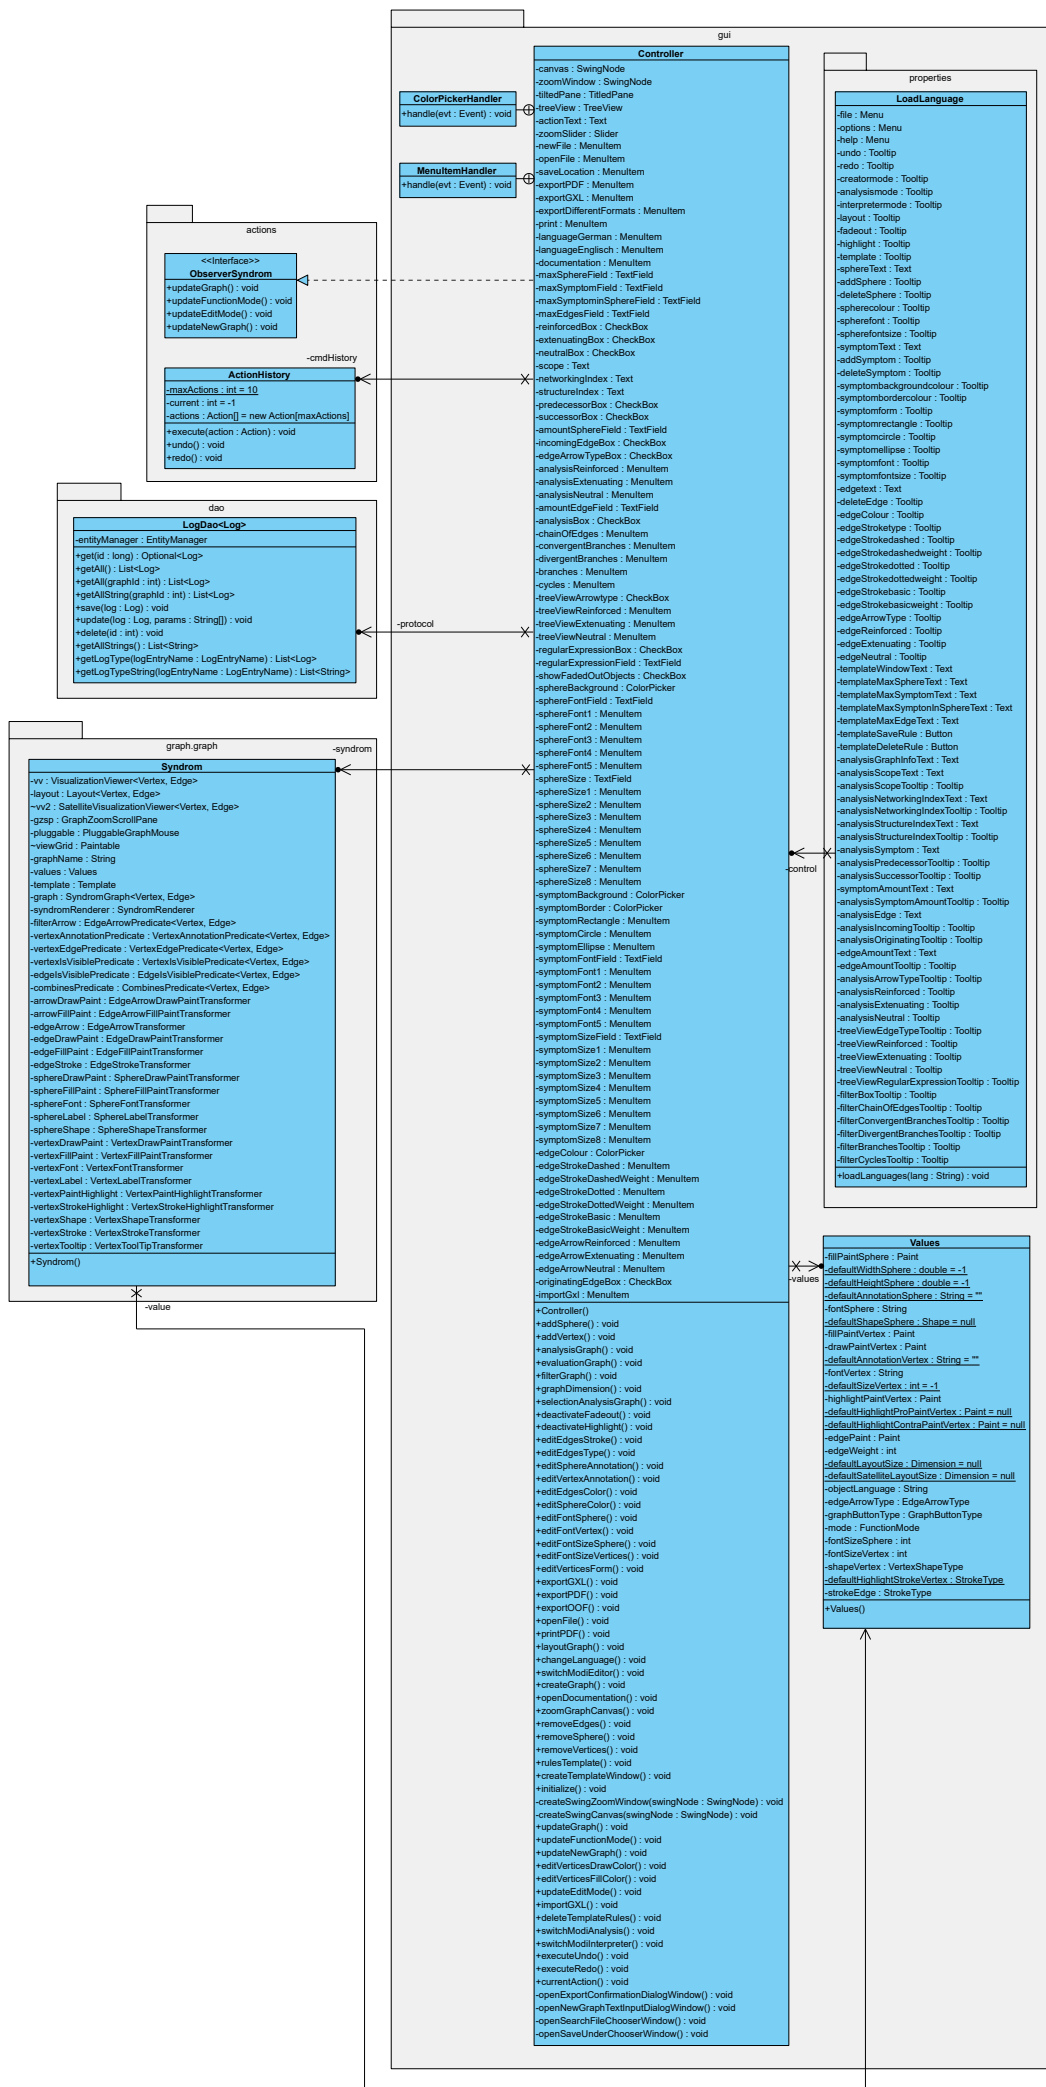 gui
Controller
-canvas : SwingNode
-zoomWindow : SwingNode
-tiltedPane : TitledPane
-treeView : TreeView
-actionText : Text
-zoomSlider : Slider
-newFile : MenuItem
-openFile : MenuItem
-saveLocation : MenuItem
-exportPDF : MenuItem
-exportGXL : MenuItem
-exportDifferentFormats : MenuItem
-print : MenuItem
-languageGerman : MenuItem
-languageEnglisch : MenuItem
-documentation : MenuItem
-maxSphereField : TextField
-maxSymptomField : TextField
-maxSymptominSphereField : TextField
-maxEdgesField : TextField
-reinforcedBox : CheckBox
-extenuatingBox : CheckBox
-neutralBox : CheckBox
-scope : Text
-networkingIndex : Text
-structureIndex : Text
-predecessorBox : CheckBox
-successorBox : CheckBox
-amountSphereField : TextField
-incomingEdgeBox : CheckBox
-edgeArrowTypeBox : CheckBox
-analysisReinforced : MenuItem
-analysisExtenuating : MenuItem
-analysisNeutral : MenuItem
-amountEdgeField : TextField
-analysisBox : CheckBox
-chainOfEdges : MenuItem
-convergentBranches : MenuItem
-divergentBranches : MenuItem
-branches : MenuItem
-cycles : MenuItem
-treeViewArrowtype : CheckBox
-treeViewReinforced : MenuItem
-treeViewExtenuating : MenuItem
-treeViewNeutral : MenuItem
-regularExpressionBox : CheckBox
-regularExpressionField : TextField
-showFadedOutObjects : CheckBox
-sphereBackground : ColorPicker
-sphereFontField : TextField
-sphereFont1 : MenuItem
-sphereFont2 : MenuItem
-sphereFont3 : MenuItem
-sphereFont4 : MenuItem
-sphereFont5 : MenuItem
-sphereSize : TextField
-sphereSize1 : MenuItem
-sphereSize2 : MenuItem
-sphereSize3 : MenuItem
-sphereSize4 : MenuItem
-sphereSize5 : MenuItem
-sphereSize6 : MenuItem
-sphereSize7 : MenuItem
-sphereSize8 : MenuItem
-symptomBackground : ColorPicker
-symptomBorder : ColorPicker
-symptomRectangle : MenuItem
-symptomCircle : MenuItem
-symptomEllipse : MenuItem
-symptomFontField : TextField
-symptomFont1 : MenuItem
-symptomFont2 : MenuItem
-symptomFont3 : MenuItem
-symptomFont4 : MenuItem
-symptomFont5 : MenuItem
-symptomSizeField : TextField
-symptomSize1 : MenuItem
-symptomSize2 : MenuItem
-symptomSize3 : MenuItem
-symptomSize4 : MenuItem
-symptomSize5 : MenuItem
-symptomSize6 : MenuItem
-symptomSize7 : MenuItem
-symptomSize8 : MenuItem
-edgeColour : ColorPicker
-edgeStrokeDashed : MenuItem
-edgeStrokeDashedWeight : MenuItem
-edgeStrokeDotted : MenuItem
-edgeStrokeDottedWeight : MenuItem
-edgeStrokeBasic : MenuItem
-edgeStrokeBasicWeight : MenuItem
-edgeArrowReinforced : MenuItem
-edgeArrowExtenuating : MenuItem
-edgeArrowNeutral : MenuItem
-originatingEdgeBox : CheckBox
-importGxl : MenuItem
+Controller()
+addSphere() : void
+addVertex() : void
+analysisGraph() : void
+evaluationGraph() : void
+filterGraph() : void
+graphDimension() : void
+selectionAnalysisGraph() : void
+deactivateFadeout() : void
+deactivateHighlight() : void
+editEdgesStroke() : void
+editEdgesType() : void
+editSphereAnnotation() : void
+editVertexAnnotation() : void
+editEdgesColor() : void
+editSphereColor() : void
+editFontSphere() : void
+editFontVertex() : void
+editFontSizeSphere() : void
+editFontSizeVertices() : void
+editVerticesForm() : void
+exportGXL() : void
+exportPDF() : void
+exportOOF() : void
+openFile() : void
+printPDF() : void
+layoutGraph() : void
+changeLanguage() : void
+switchModiEditor() : void
+createGraph() : void
+openDocumentation() : void
+zoomGraphCanvas() : void
+removeEdges() : void
+removeSphere() : void
+removeVertices() : void
+rulesTemplate() : void
+createTemplateWindow() : void
+initialize() : void
-createSwingZoomWindow(swingNode : SwingNode) : void
-createSwingCanvas(swingNode : SwingNode) : void
+updateGraph() : void
+updateFunctionMode() : void
+updateNewGraph() : void
+editVerticesDrawColor() : void
+editVerticesFillColor() : void
+updateEditMode() : void
+importGXL() : void
+deleteTemplateRules() : void
+switchModiAnalysis() : void
+switchModiInterpreter() : void
+executeUndo() : void
+executeRedo() : void
+currentAction() : void
-openExportConfirmationDialogWindow() : void
-openNewGraphTextInputDialogWindow() : void
-openSearchFileChooserWindow() : void
-openSaveUnderChooserWindow() : void
ColorPickerHandler
+handle(evt : Event) : void
MenuItemHandler
+handle(evt : Event) : void
properties
LoadLanguage
-file : Menu
-options : Menu
-help : Menu
-undo : Tooltip
-redo : Tooltip
-creatormode : Tooltip
-analysismode : Tooltip
-interpretermode : Tooltip
-layout : Tooltip
-fadeout : Tooltip
-highlight : Tooltip
-template : Tooltip
-sphereText : Text
-addSphere : Tooltip
-deleteSphere : Tooltip
-spherecolour : Tooltip
-spherefont : Tooltip
-spherefontsize : Tooltip
-symptomText : Text
-addSymptom : Tooltip
-deleteSymptom : Tooltip
-symptombackgroundcolour : Tooltip
-symptombordercolour : Tooltip
-symptomform : Tooltip
-symptomrectangle : Tooltip
-symptomcircle : Tooltip
-symptomellipse : Tooltip
-symptomfont : Tooltip
-symptomfontsize : Tooltip
-edgetext : Text
-deleteEdge : Tooltip
-edgeColour : Tooltip
-edgeStroketype : Tooltip
-edgeStrokedashed : Tooltip
-edgeStrokedashedweight : Tooltip
-edgeStrokedotted : Tooltip
-edgeStrokedottedweight : Tooltip
-edgeStrokebasic : Tooltip
-edgeStrokebasicweight : Tooltip
-edgeArrowType : Tooltip
-edgeReinforced : Tooltip
-edgeExtenuating : Tooltip
-edgeNeutral : Tooltip
-templateWindowText : Text
-templateMaxSphereText : Text
-templateMaxSymptomText : Text
-templateMaxSymptonInSphereText : Text
-templateMaxEdgeText : Text
-templateSaveRule : Button
-templateDeleteRule : Button
-analysisGraphInfoText : Text
-analysisScopeText : Text
-analysisScopeTooltip : Tooltip
-analysisNetworkingIndexText : Text
-analysisNetworkingIndexTooltip : Tooltip
-analysisStructureIndexText : Text
-analysisStructureIndexTooltip : Tooltip
-analysisSymptom : Text
-analysisPredecessorTooltip : Tooltip
-analysisSuccessorTooltip : Tooltip
-symptomAmountText : Text
-analysisSymptomAmountTooltip : Tooltip
-analysisEdge : Text
-analysisIncomingTooltip : Tooltip
-analysisOriginatingTooltip : Tooltip
-edgeAmountText : Text
-edgeAmountTooltip : Tooltip
-analysisArrowTypeTooltip : Tooltip
-analysisReinforced : Tooltip
-analysisExtenuating : Tooltip
-analysisNeutral : Tooltip
-treeViewEdgeTypeTooltip : Tooltip
-treeViewReinforced : Tooltip
-treeViewExtenuating : Tooltip
-treeViewNeutral : Tooltip
-treeViewRegularExpressionTooltip : Tooltip
-filterBoxTooltip : Tooltip
-filterChainOfEdgesTooltip : Tooltip
-filterConvergentBranchesTooltip : Tooltip
-filterDivergentBranchesTooltip : Tooltip
-filterBranchesTooltip : Tooltip
-filterCyclesTooltip : Tooltip
+loadLanguages(lang : String) : void
-control
actions
<<Interface>>
ObserverSyndrom
+updateGraph() : void
+updateFunctionMode() : void
+updateEditMode() : void
+updateNewGraph() : void
-cmdHistory
ActionHistory
-maxActions : int = 10
-current : int = -1
-actions : Action[] = new Action[maxActions]
+execute(action : Action) : void
+undo() : void
+redo() : void
dao
LogDao<Log>
-entityManager : EntityManager
+get(id : long) : Optional<Log>
+getAll() : List<Log>
+getAll(graphId : int) : List<Log>
+getAllString(graphId : int) : List<Log>
+save(log : Log) : void
+update(log : Log, params : String[]) : void
+delete(id : int) : void
+getAllStrings() : List<String>
+getLogType(logEntryName : LogEntryName) : List<Log>
+getLogTypeString(logEntryName : LogEntryName) : List<String>
-protocol
graph.graph
-syndrom
Syndrom
-vv : VisualizationViewer<Vertex, Edge>
-layout : Layout<Vertex, Edge>
~vv2 : SatelliteVisualizationViewer<Vertex, Edge>
-gzsp : GraphZoomScrollPane
-pluggable : PluggableGraphMouse
~viewGrid : Paintable
-graphName : String
-values : Values
-template : Template
-graph : SyndromGraph<Vertex, Edge>
-syndromRenderer : SyndromRenderer
-filterArrow : EdgeArrowPredicate<Vertex, Edge>
-vertexAnnotationPredicate : VertexAnnotationPredicate<Vertex, Edge>
-vertexEdgePredicate : VertexEdgePredicate<Vertex, Edge>
-vertexIsVisiblePredicate : VertexIsVisiblePredicate<Vertex, Edge>
-edgeIsVisiblePredicate : EdgeIsVisiblePredicate<Vertex, Edge>
-combinesPredicate : CombinesPredicate<Vertex, Edge>
-arrowDrawPaint : EdgeArrowDrawPaintTransformer
-arrowFillPaint : EdgeArrowFillPaintTransformer
-edgeArrow : EdgeArrowTransformer
-edgeDrawPaint : EdgeDrawPaintTransformer
-edgeFillPaint : EdgeFillPaintTransformer
-edgeStroke : EdgeStrokeTransformer
-sphereDrawPaint : SphereDrawPaintTransformer
-sphereFillPaint : SphereFillPaintTransformer
-sphereFont : SphereFontTransformer
-sphereLabel : SphereLabelTransformer
-sphereShape : SphereShapeTransformer
-vertexDrawPaint : VertexDrawPaintTransformer
-vertexFillPaint : VertexFillPaintTransformer
-vertexFont : VertexFontTransformer
-vertexLabel : VertexLabelTransformer
-vertexPaintHighlight : VertexPaintHighlightTransformer
-vertexStrokeHighlight : VertexStrokeHighlightTransformer
-vertexShape : VertexShapeTransformer
-vertexStroke : VertexStrokeTransformer
-vertexTooltip : VertexToolTipTransformer
+Syndrom()
-value
-values
Values
-fillPaintSphere : Paint
-defaultWidthSphere : double = -1
-defaultHeightSphere : double = -1
-defaultAnnotationSphere : String = ""
-fontSphere : String
-defaultShapeSphere : Shape = null
-fillPaintVertex : Paint
-drawPaintVertex : Paint
-defaultAnnotationVertex : String = ""
-fontVertex : String
-defaultSizeVertex : int = -1
-highlightPaintVertex : Paint
-defaultHighlightProPaintVertex : Paint = null
-defaultHighlightContraPaintVertex : Paint = null
-edgePaint : Paint
-edgeWeight : int
-defaultLayoutSize : Dimension = null
-defaultSatelliteLayoutSize : Dimension = null
-objectLanguage : String
-edgeArrowType : EdgeArrowType
-graphButtonType : GraphButtonType
-mode : FunctionMode
-fontSizeSphere : int
-fontSizeVertex : int
-shapeVertex : VertexShapeType
-defaultHighlightStrokeVertex : StrokeType
-strokeEdge : StrokeType
+Values()